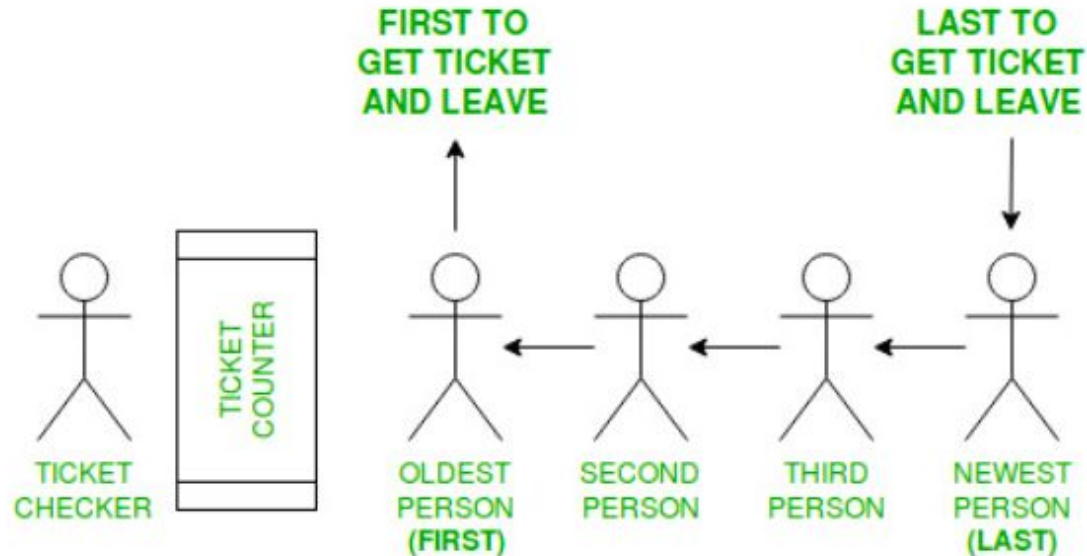 FIRST TO
GET TICKET
AND LEAVE
LAST TO
GET TICKET
AND LEAVE
TICKET
COUNTER
TICKET
CHECKER
OLDEST
PERSON
(FIRST)
SECOND
PERSON
THIRD
PERSON
NEWEST
PERSON
(LAST)